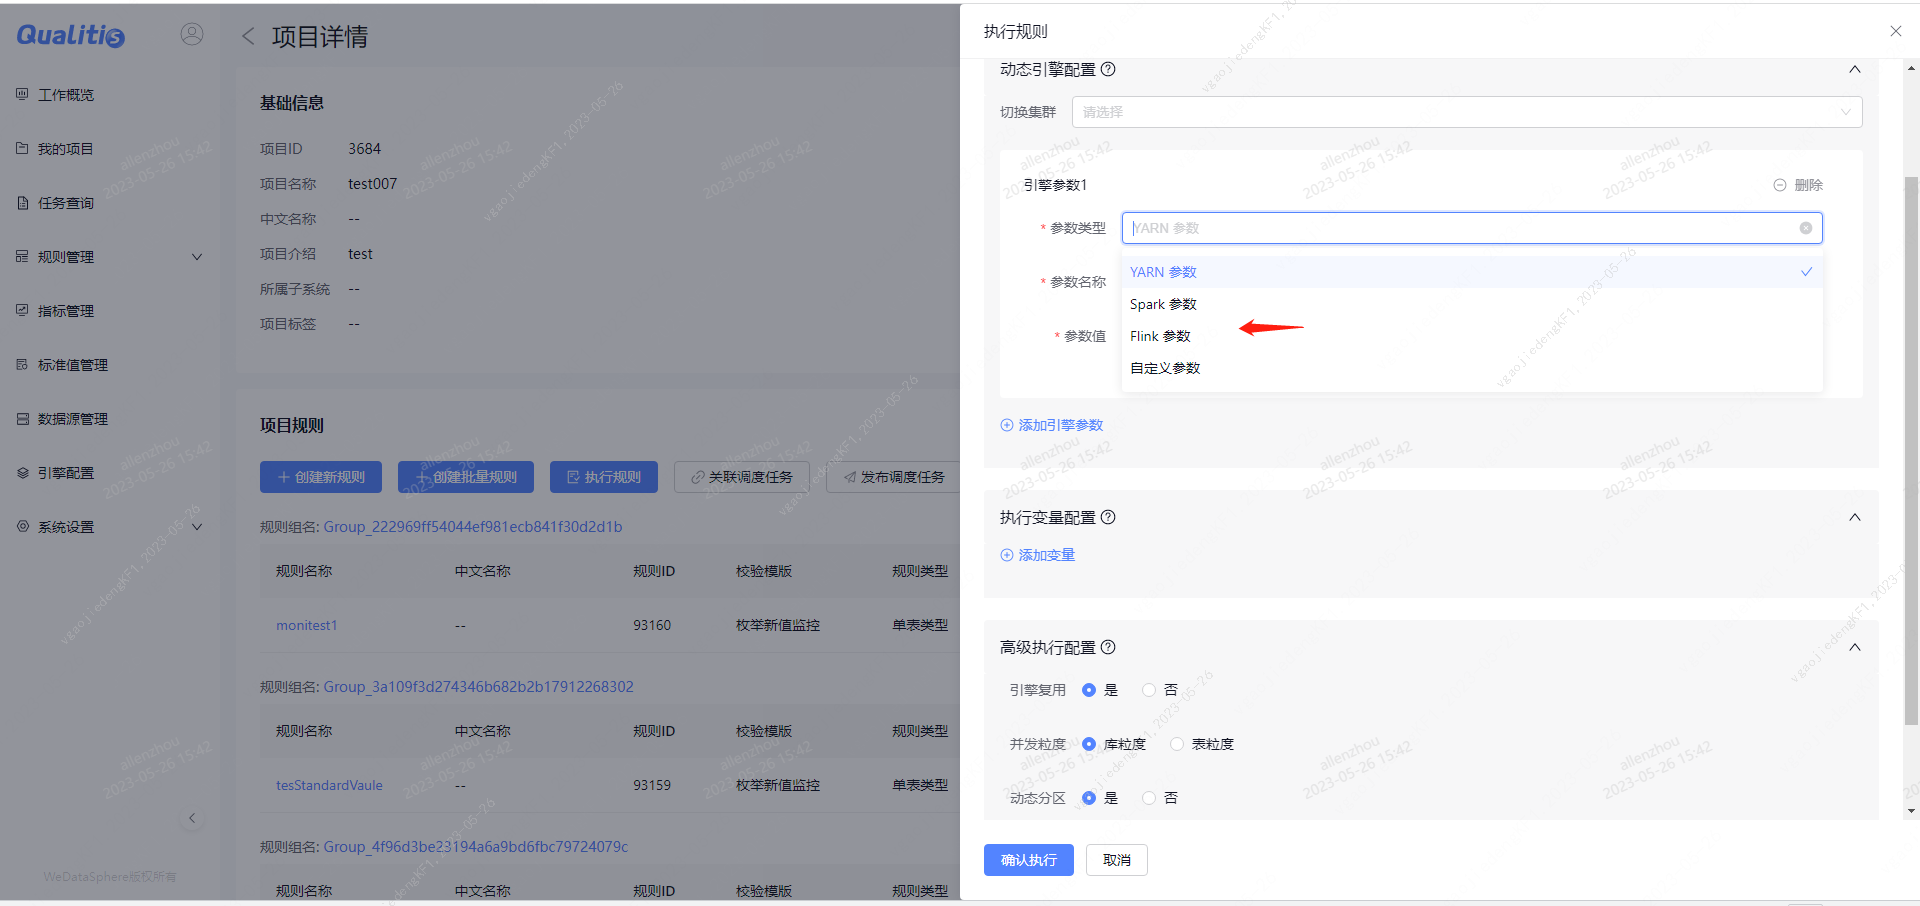 Qualitis
工作概览
我的项目
任务查询
规则管理
指标管理
标准值管理
数据源管理
引擎配置
系统设置
WeDataSphere版权所有
项目详情
基础信息
项目ID 3684
项目名称 test007
中文名称 --
项目介绍 test
所属子系统 --
项目标签 --
项目规则
创建新规则 创建批量规则 执行规则 关联调度任务 发布调度任务
规则组名: Group_222969ff54044ef981ecb841f30d2d1b
规则名称 中文名称 规则ID 校验模版 规则类型
monitest1 -- 93160 枚举新值监控 单表类型
规则组名: Group_3a109f3d274346b682b2b17912268302
规则名称 中文名称 规则ID 校验模版 规则类型
tesStandardVaule -- 93159 枚举新值监控 单表类型
规则组名: Group_4f96d3be23194a6a9bd6fbc79724079c
规则名称 中文名称 规则ID 校验模版 规则类型
执行规则
动态引擎配置
切换集群 请选择
引擎参数1 删除
* 参数类型 YARN 参数
* 参数名称
* 参数值
YARN 参数
Spark 参数
Flink 参数
自定义参数
添加引擎参数
执行变量配置
添加变量
高级执行配置
引擎复用 是 否
并发粒度 库粒度 表粒度
动态分区 是 否
确认执行 取消
allenzhou
2023-05-26 15:42
vgaojiedengKF1, 2023-05-26